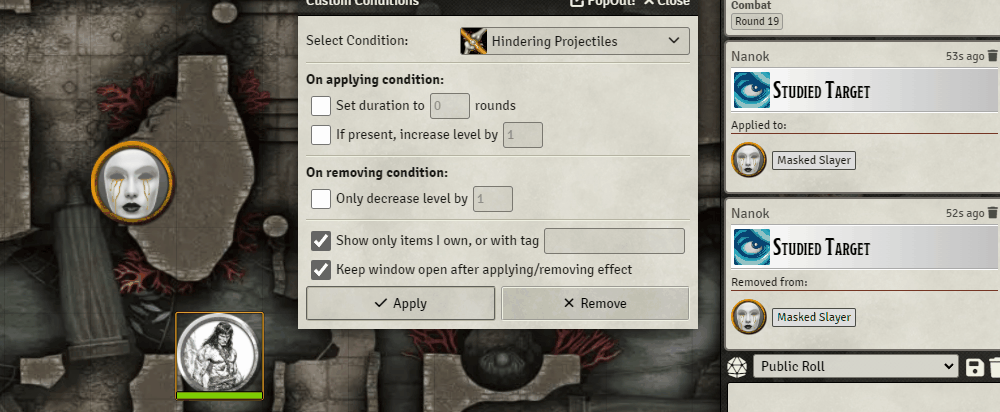 Custom Conditions
PopOut!
Close
Select Condition:
Hindering Projectiles
On applying condition:
Set duration to 0 rounds
If present, increase level by 1
On removing condition:
Only decrease level by 1
Show only items I own, or with tag
Keep window open after applying/removing effect
Apply
Remove
Combat
Round 19
Nanok
53s ago
Studied Target
Applied to:
Masked Slayer
Nanok
52s ago
Studied Target
Removed from:
Masked Slayer
Public Roll